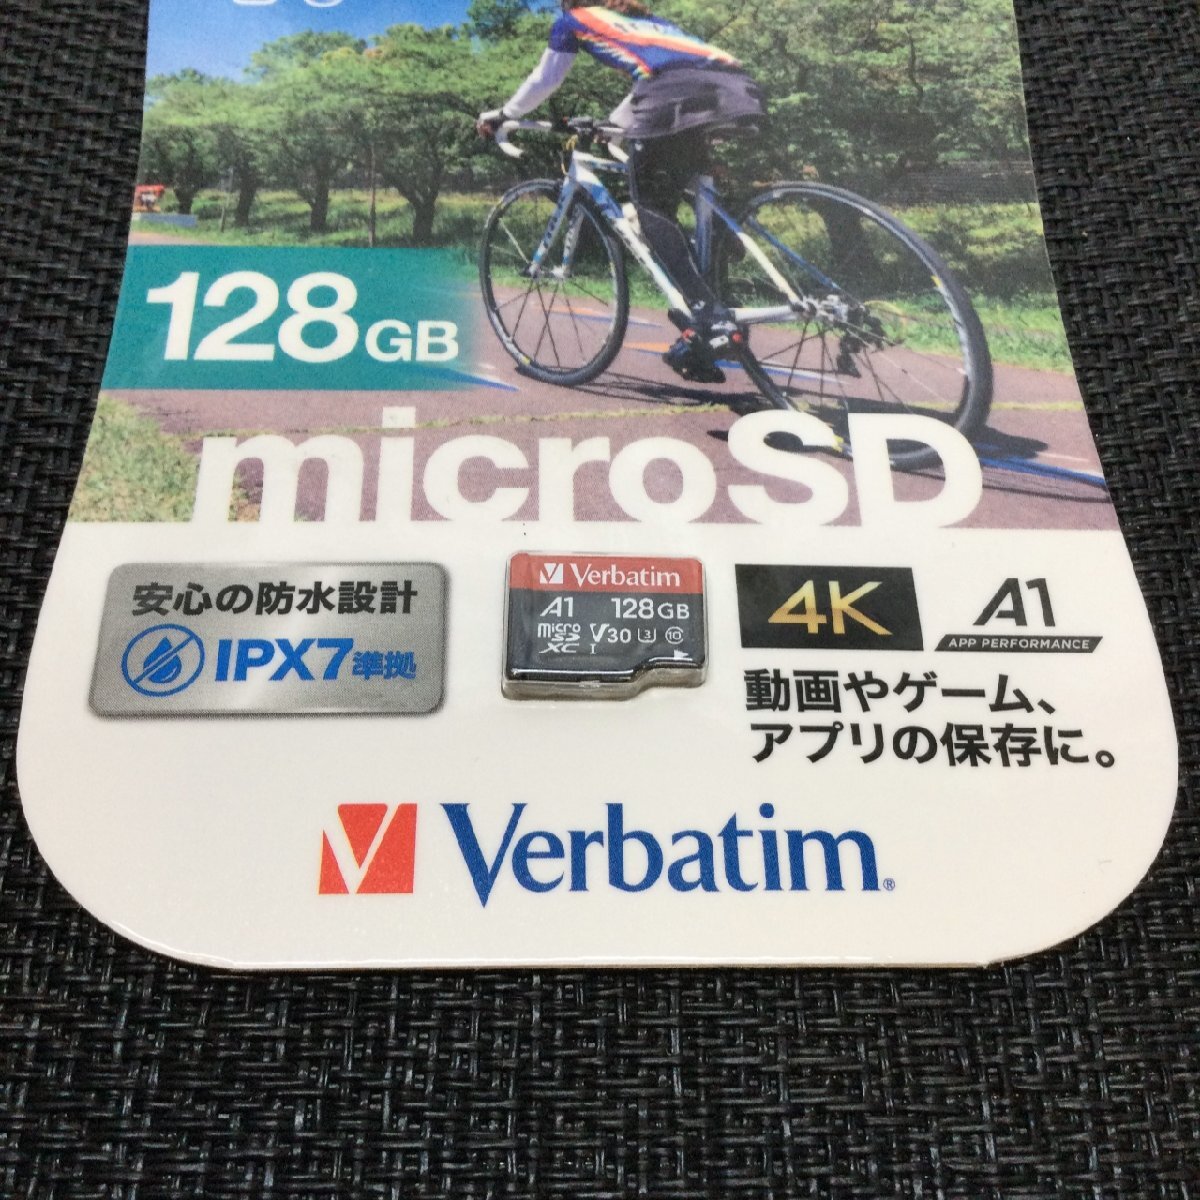 128GB
microSD
安心の防水設計
IPX7準拠
Verbatim
A1 128GB
micro SD XC I V30 3 10
4K
A1
APP PERFORMANCE
動画やゲーム、
アプリの保存に。
Verbatim®